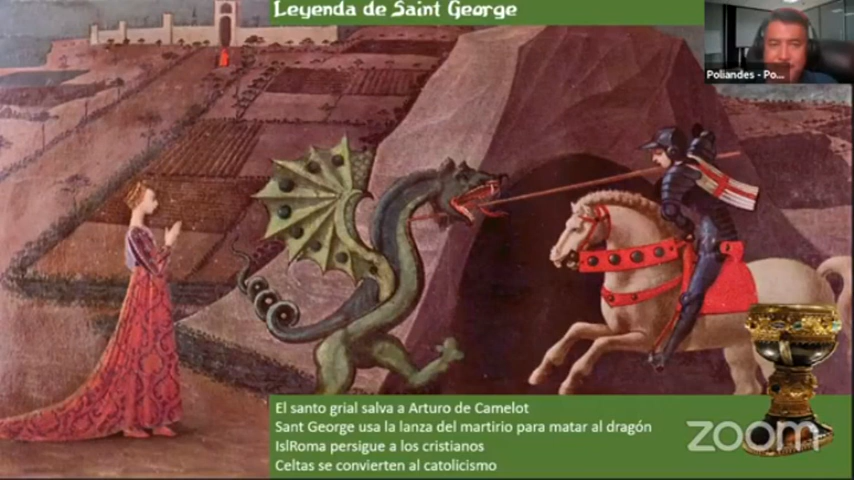 Leyenda de Saint George
Poliandes - Po...
El santo grial salva a Arturo de Camelot
Sant George usa la lanza del martirio para matar al dragón
IslRoma persigue a los cristianos
Celtas se convierten al catolicismo
zoom